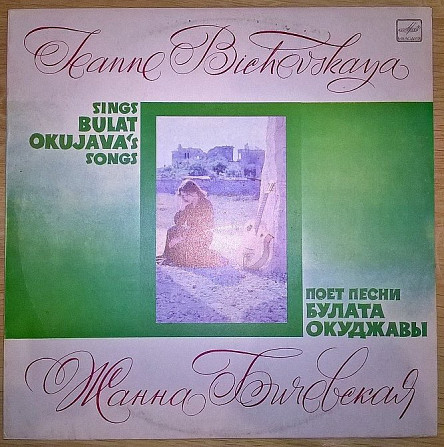 Jeanne Bichevskaya
SINGS
BULAT
OKUJAVA's
SONGS
ПОЕТ ПЕСНИ
БУЛАТА
ОКУДЖАВЫ
Жанна Бичевская